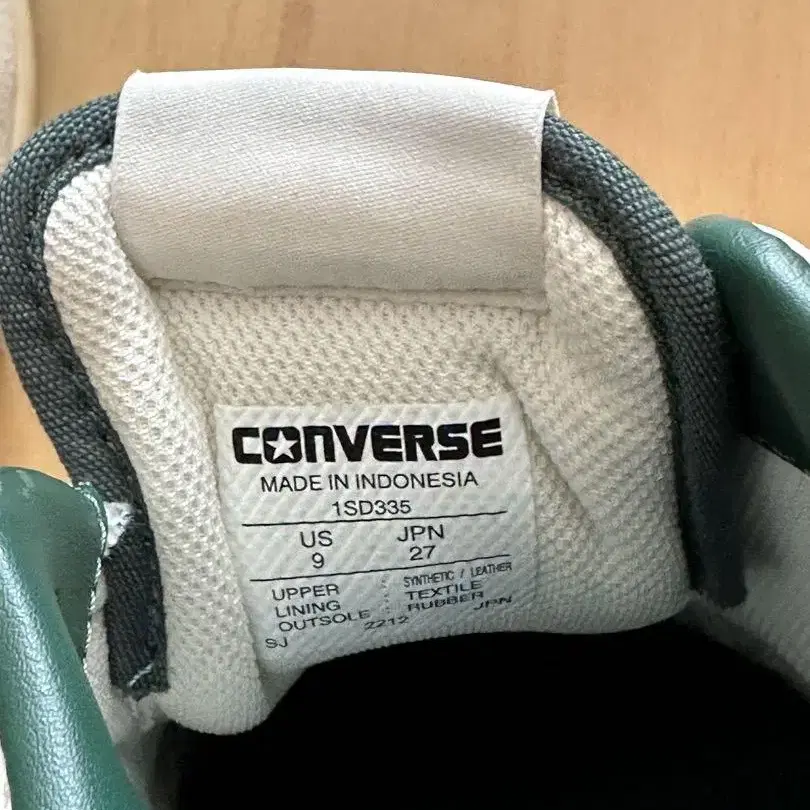 CONVERSE
MADE IN INDONESIA
1SD335
US JPN
9 27
UPPER : SYNTHETIC / LEATHER
LINING : TEXTILE
OUTSOLE : RUBBER
SJ 2212 JPN